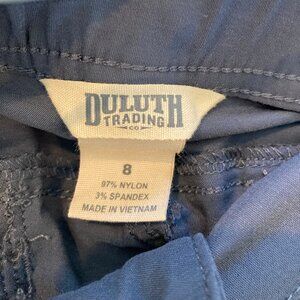 DULUTH
TRADING
CO
8
97% NYLON
3% SPANDEX
MADE IN VIETNAM